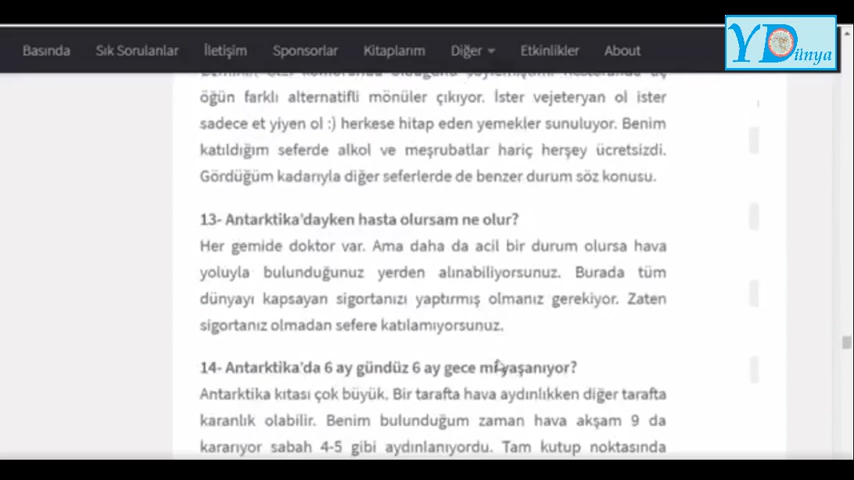 Basında Sık Sorulanlar İletişim Sponsorlar Kitaplarım Diğer Etkinlikler About
YDünya
öğün farklı alternatifli mönüler çıkıyor. İster vejeteryan ol ister
sadece et yiyen ol :) herkese hitap eden yemekler sunuluyor. Benim
katıldığım seferde alkol ve meşrubatlar hariç herşey ücretsizdi.
Gördüğüm kadarıyla diğer seferlerde de benzer durum söz konusu.
13- Antarktika'dayken hasta olursam ne olur?
Her gemide doktor var. Ama daha da acil bir durum olursa hava
yoluyla bulunduğunuz yerden alınabiliyorsunuz. Burada tüm
dünyayı kapsayan sigortanızı yaptırmış olmanız gerekiyor. Zaten
sigortanız olmadan sefere katılamıyorsunuz.
14- Antarktika'da 6 ay gündüz 6 ay gece mi yaşanıyor?
Antarktika kıtası çok büyük. Bir tarafta hava aydınlıkken diğer tarafta
karanlık olabilir. Benim bulunduğum zaman hava akşam 9 da
kararıyor sabah 4-5 gibi aydınlanıyordu. Tam kutup noktasında